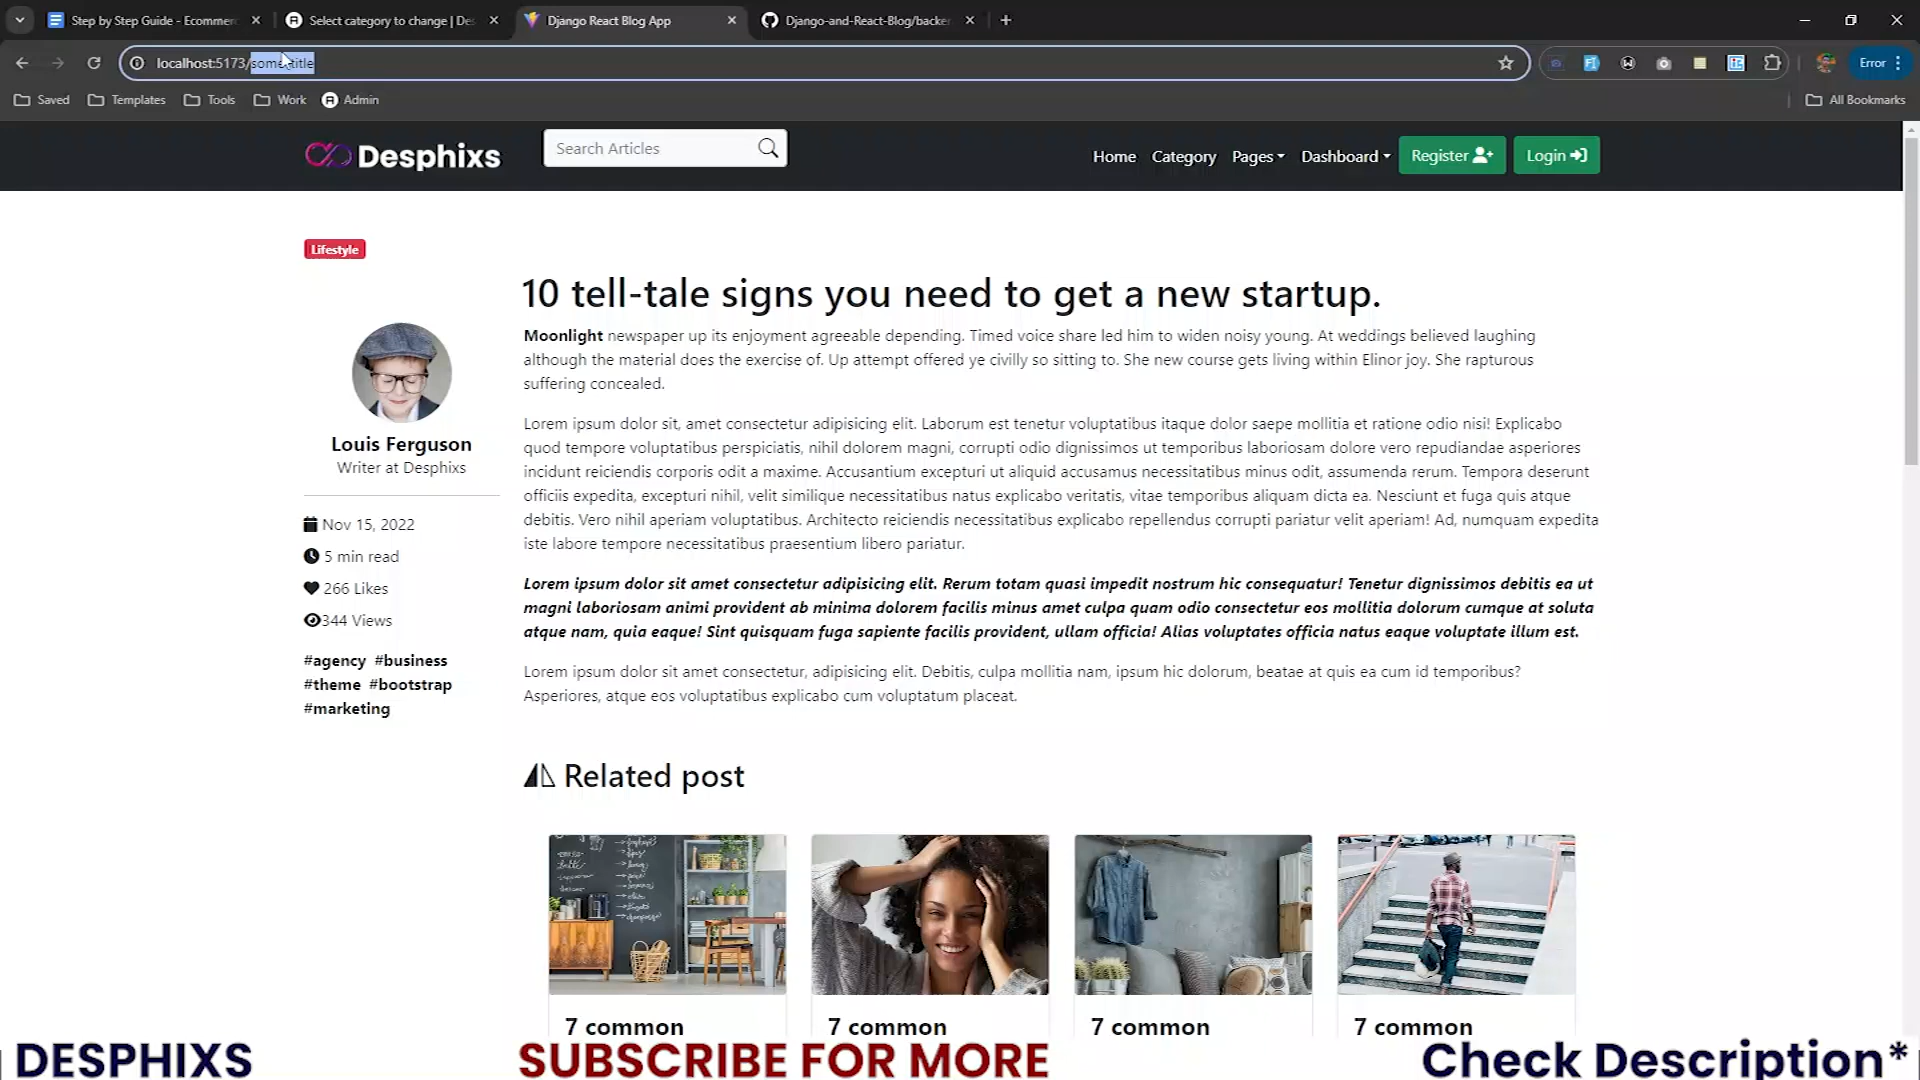 Step by Step Guide - Ecommer
Select category to change | De
Django React Blog App
Django-and-React-Blog/backe
localhost:5173/some-title
Error
Saved
Templates
Tools
Work
Admin
All Bookmarks
Desphixs
Search Articles
Home
Category
Pages
Dashboard
Register
Login
Lifestyle
10 tell-tale signs you need to get a new startup.
Moonlight newspaper up its enjoyment agreeable depending. Timed voice share led him to widen noisy young. At weddings believed laughing
although the material does the exercise of. Up attempt offered ye civilly so sitting to. She new course gets living within Elinor joy. She rapturous
suffering concealed.
Louis Ferguson
Writer at Desphixs
Nov 15, 2022
5 min read
266 Likes
344 Views
#agency #business
#theme #bootstrap
#marketing
Lorem ipsum dolor sit, amet consectetur adipisicing elit. Laborum est tenetur voluptatibus itaque dolor saepe mollitia et ratione odio nisi! Explicabo
quod tempore voluptatibus perspiciatis, nihil dolorem magni, corrupti odio dignissimos ut temporibus laboriosam dolore vero repudiandae asperiores
incidunt reiciendis corporis odit a maxime. Accusantium excepturi ut aliquid accusamus necessitatibus minus odit, assumenda rerum. Tempora deserunt
officiis expedita, excepturi nihil, velit similique necessitatibus natus explicabo veritatis, vitae temporibus aliquam dicta ea. Nesciunt et fuga quis atque
debitis. Vero nihil aperiam voluptatibus. Architecto reiciendis necessitatibus explicabo repellendus corrupti pariatur velit aperiam! Ad, numquam expedita
iste labore tempore necessitatibus praesentium libero pariatur.
Lorem ipsum dolor sit amet consectetur adipisicing elit. Rerum totam quasi impedit nostrum hic consequatur! Tenetur dignissimos debitis ea ut
magni laboriosam animi provident ab minima dolorem facilis minus amet culpa quam odio consectetur eos mollitia dolorum cumque at soluta
atque nam, quia eaque! Sint quisquam fuga sapiente facilis provident, ullam officia! Alias voluptates officia natus eaque voluptate illum est.
Lorem ipsum dolor sit amet consectetur, adipisicing elit. Debitis, culpa mollitia nam, ipsum hic dolorum, beatae at quis ea cum id temporibus?
Asperiores, atque eos voluptatibus explicabo cum voluptatum placeat.
Related post
7 common
7 common
7 common
7 common
DESPHIXS
SUBSCRIBE FOR MORE
Check Description*